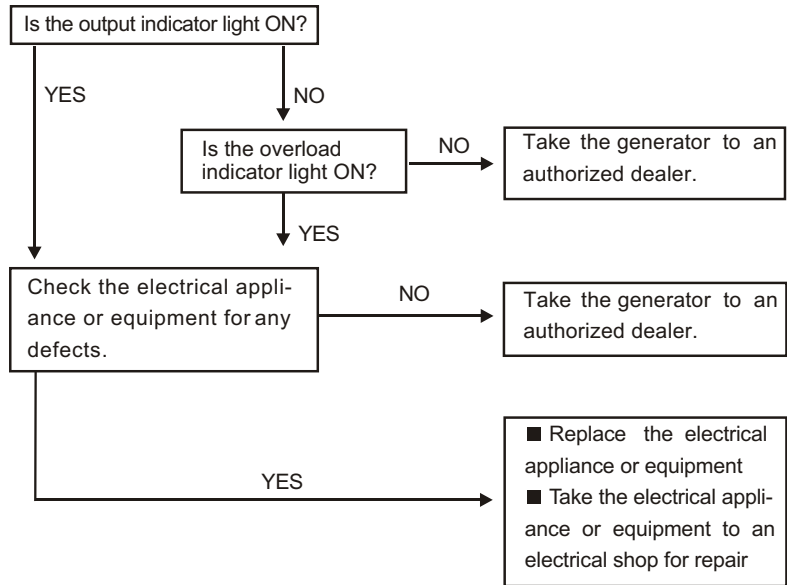 Is the output indicator light ON?
YES
NO
Is the overload
indicator light ON?
NO
Take the generator to an
authorized dealer.
YES
Check the electrical appli-
ance or equipment for any
defects.
NO
Take the generator to an
authorized dealer.
YES
■ Replace the electrical
appliance or equipment
■ Take the electrical appli-
ance or equipment to an
electrical shop for repair